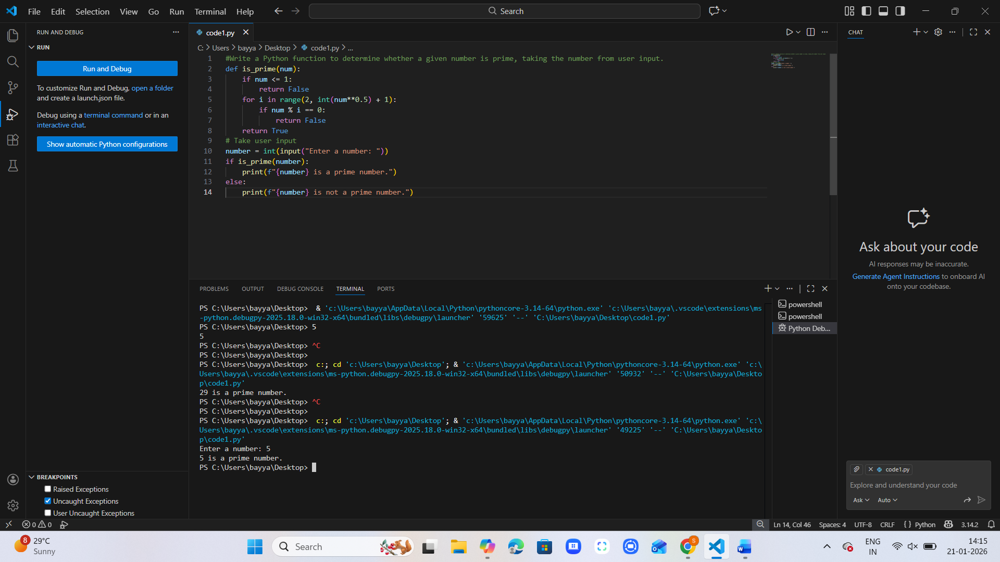 File Edit Selection View Go Run Terminal Help
Search
RUN AND DEBUG
RUN
Run and Debug
To customize Run and Debug, open a folder
and create a launch.json file.
Debug using a terminal command or in an
interactive chat.
Show automatic Python configurations
BREAKPOINTS
Raised Exceptions
Uncaught Exceptions
User Uncaught Exceptions
code1.py
C: > Users > bayya > Desktop > code1.py > ...
1 #Write a Python function to determine whether a given number is prime, taking the number from user input.
2 def is_prime(num):
3     if num <= 1:
4         return False
5     for i in range(2, int(num**0.5) + 1):
6         if num % i == 0:
7             return False
8     return True
9 # Take user input
10 number = int(input("Enter a number: "))
11 if is_prime(number):
12     print(f"{number} is a prime number.")
13 else:
14     print(f"{number} is not a prime number.")
PROBLEMS OUTPUT DEBUG CONSOLE TERMINAL PORTS
PS C:\Users\bayya\Desktop>  & 'c:\Users\bayya\AppData\Local\Python\pythoncore-3.14-64\python.exe' 'c:\Users\bayya\.vscode\extensions\ms
-python.debugpy-2025.18.0-win32-x64\bundled\libs\debugpy\launcher' '59625' '--' 'C:\Users\bayya\Desktop\code1.py'
PS C:\Users\bayya\Desktop> 5
5
PS C:\Users\bayya\Desktop> ^C
PS C:\Users\bayya\Desktop>
PS C:\Users\bayya\Desktop>  c:; cd 'c:\Users\bayya\Desktop'; & 'c:\Users\bayya\AppData\Local\Python\pythoncore-3.14-64\python.exe' 'c:\
Users\bayya\.vscode\extensions\ms-python.debugpy-2025.18.0-win32-x64\bundled\libs\debugpy\launcher' '50932' '--' 'C:\Users\bayya\Deskto
p\code1.py'
29 is a prime number.
PS C:\Users\bayya\Desktop> ^C
PS C:\Users\bayya\Desktop>
PS C:\Users\bayya\Desktop>  c:; cd 'c:\Users\bayya\Desktop'; & 'c:\Users\bayya\AppData\Local\Python\pythoncore-3.14-64\python.exe' 'c:\
Users\bayya\.vscode\extensions\ms-python.debugpy-2025.18.0-win32-x64\bundled\libs\debugpy\launcher' '49225' '--' 'C:\Users\bayya\Deskto
p\code1.py'
Enter a number: 5
5 is a prime number.
PS C:\Users\bayya\Desktop>
powershell
powershell
Python Deb...
CHAT
Ask about your code
AI responses may be inaccurate.
Generate Agent Instructions to onboard AI
onto your codebase.
code1.py
Explore and understand your code
Ask Auto
0 0
Ln 14, Col 46 Spaces: 4 UTF-8 CRLF {} Python 3.14.2
8
29°C
Sunny
Search
S
ENG
IN
14:15
21-01-2026